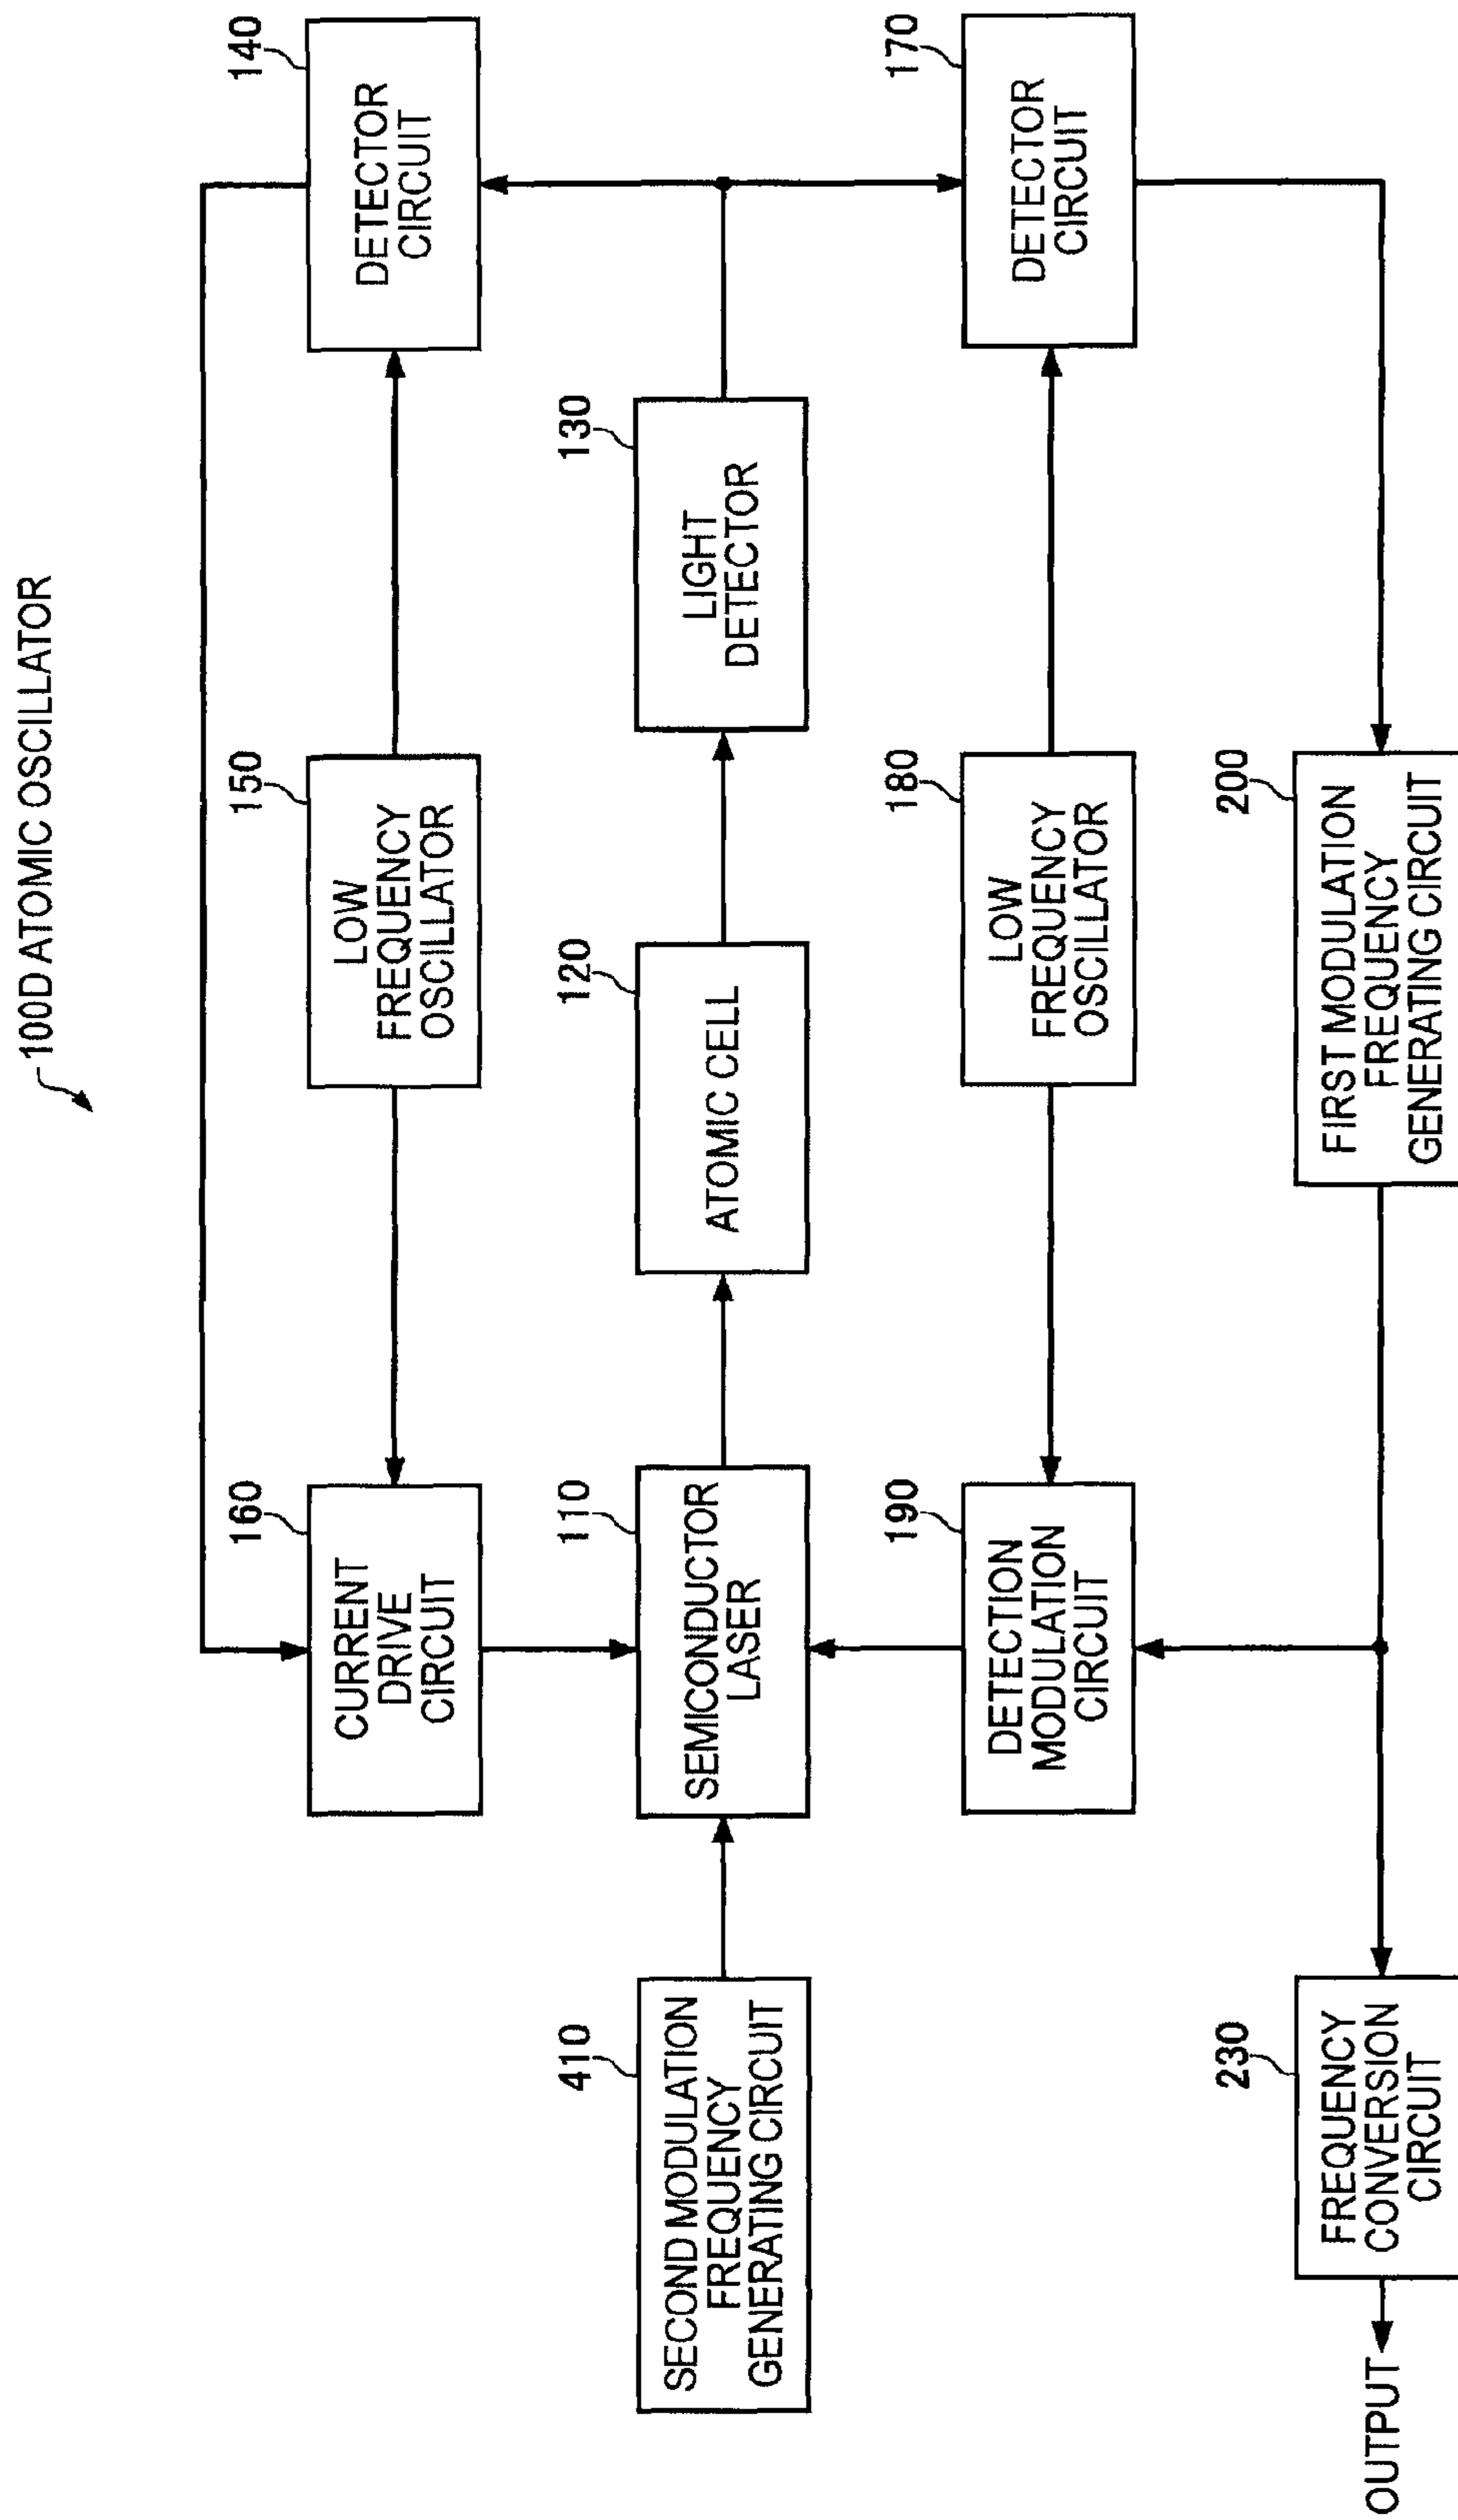 100D ATOMIC OSCILLATOR
160
CURRENT
DRIVE
CIRCUIT
150
LOW
FREQUENCY
OSCILLATOR
140
DETECTOR
CIRCUIT
410
SECOND MODULATION
FREQUENCY
GENERATING CIRCUIT
110
SEMICONDUCTOR
LASER
120
ATOMIC CELL
130
LIGHT
DETECTOR
190
DETECTION
MODULATION
CIRCUIT
180
LOW
FREQUENCY
OSCILLATOR
170
DETECTOR
CIRCUIT
OUTPUT
230
FREQUENCY
CONVERSION
CIRCUIT
200
FIRST MODULATION
FREQUENCY
GENERATING CIRCUIT